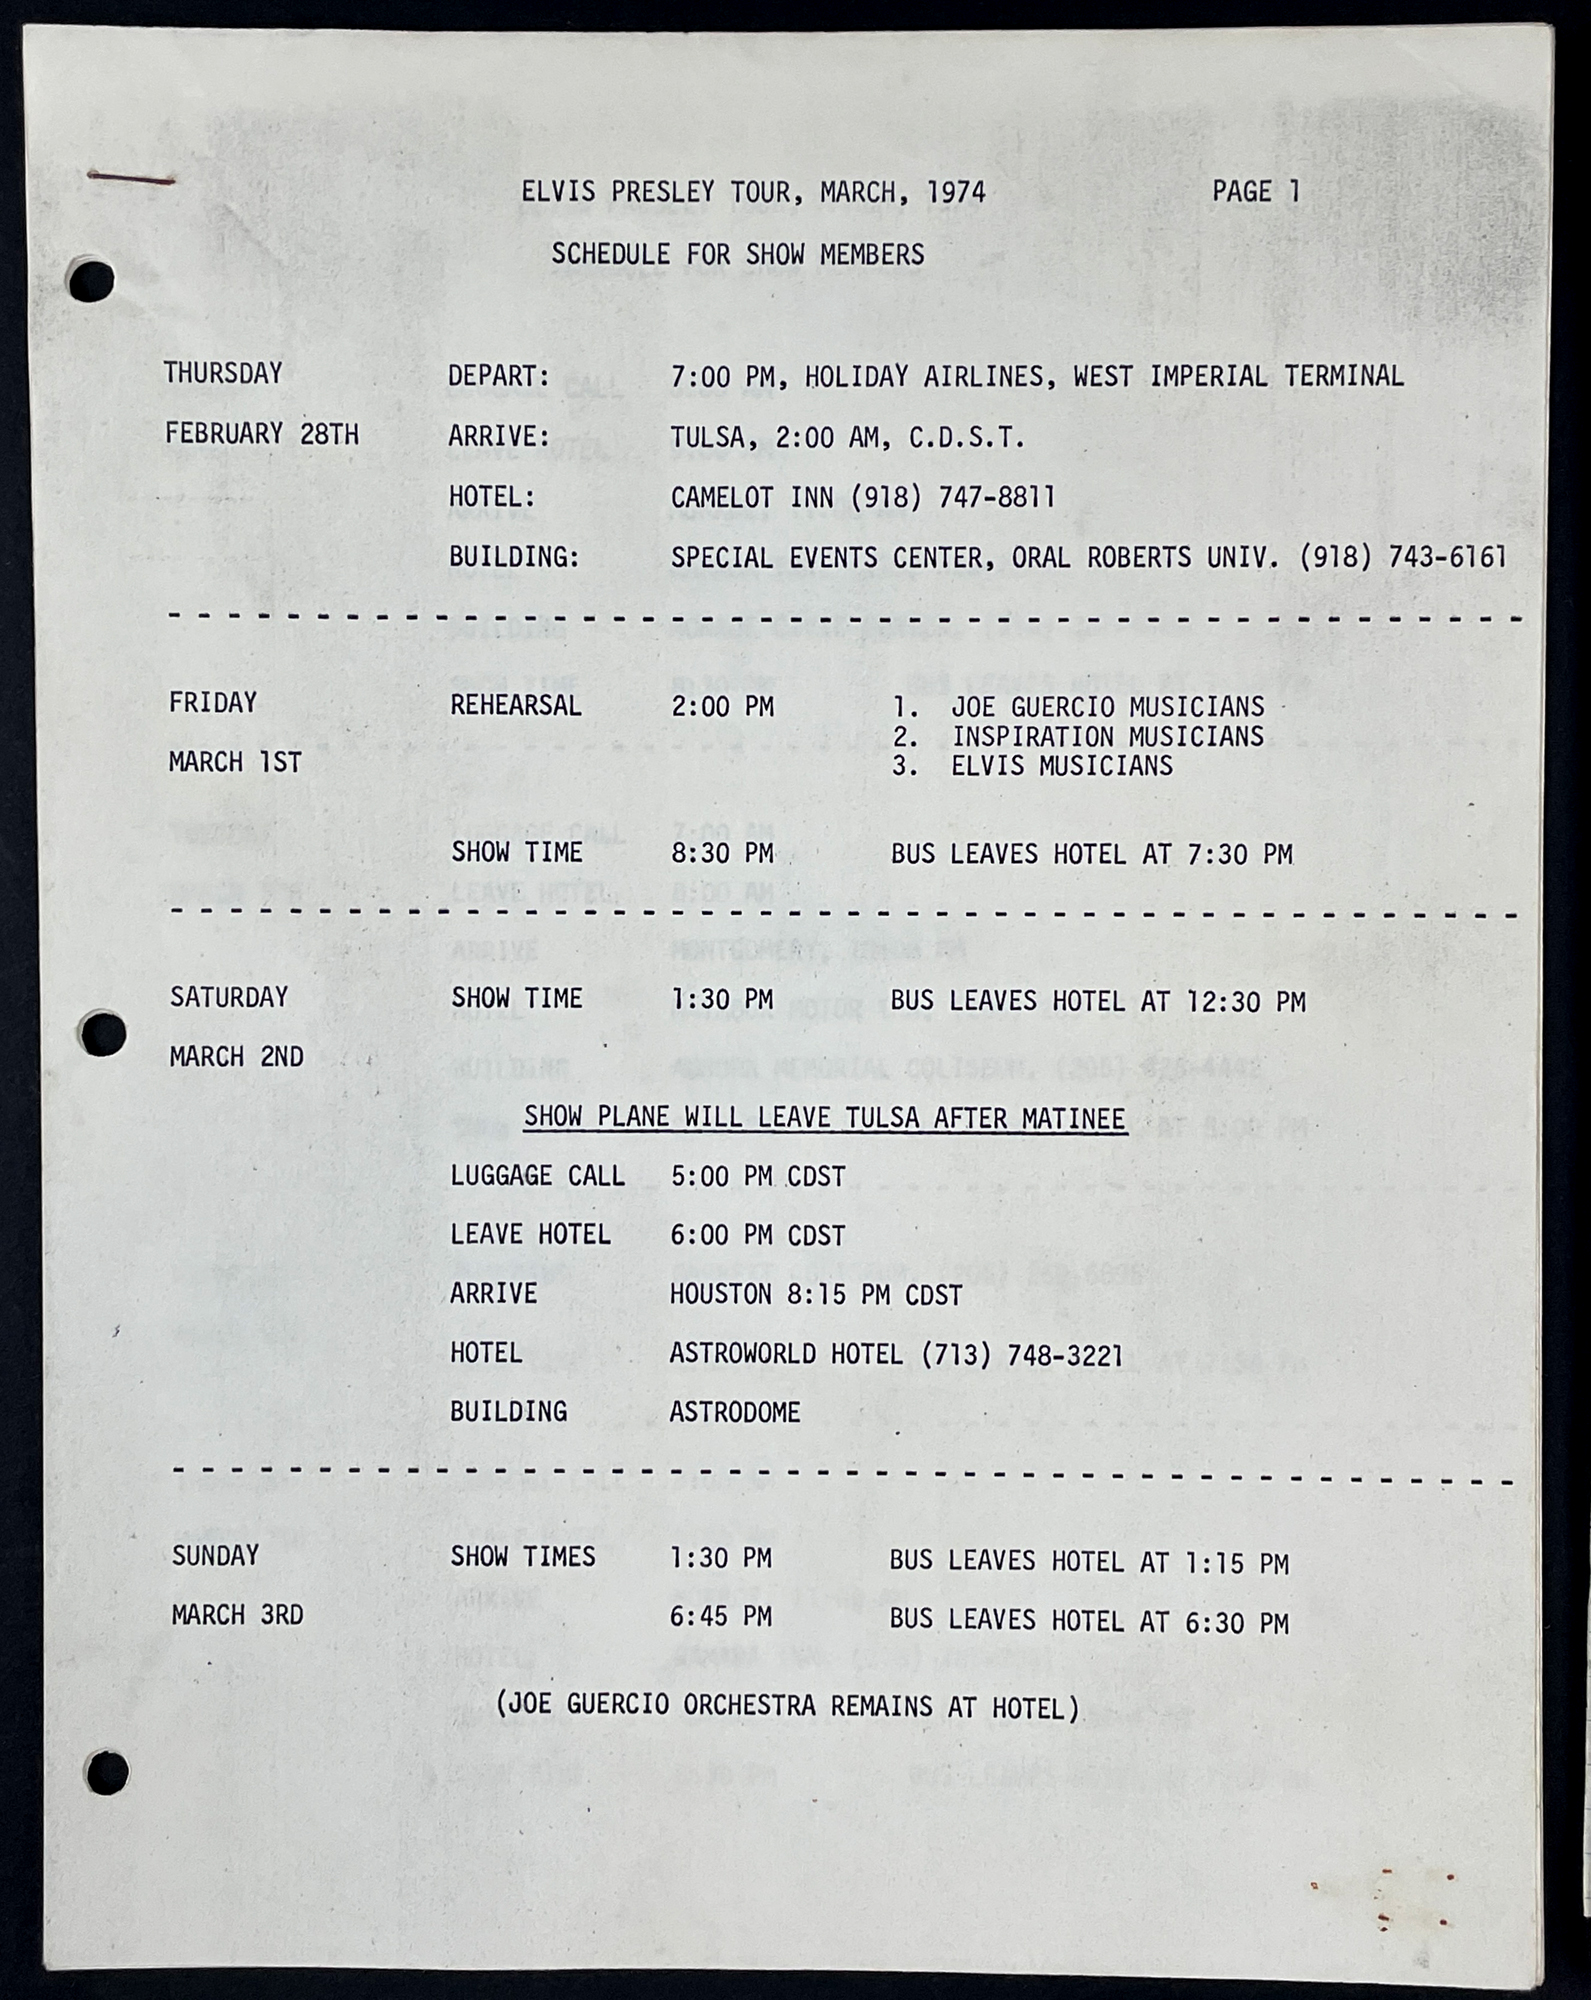 ELVIS PRESLEY TOUR, MARCH, 1974 PAGE 1
SCHEDULE FOR SHOW MEMBERS
THURSDAY DEPART: 7:00 PM, HOLIDAY AIRLINES, WEST IMPERIAL TERMINAL
FEBRUARY 28TH ARRIVE: TULSA, 2:00 AM, C.D.S.T.
HOTEL: CAMELOT INN (918) 747-8811
BUILDING: SPECIAL EVENTS CENTER, ORAL ROBERTS UNIV. (918) 743-6161
- - - - - - - - - - - - - - - - - - - - - - - - - - - - - - - - - - - - - - - - - - - - - -
FRIDAY REHEARSAL 2:00 PM 1. JOE GUERCIO MUSICIANS
2. INSPIRATION MUSICIANS
MARCH 1ST 3. ELVIS MUSICIANS
SHOW TIME 8:30 PM BUS LEAVES HOTEL AT 7:30 PM
- - - - - - - - - - - - - - - - - - - - - - - - - - - - - - - - - - - - - - - - - - - - - -
SATURDAY SHOW TIME 1:30 PM BUS LEAVES HOTEL AT 12:30 PM
MARCH 2ND
SHOW PLANE WILL LEAVE TULSA AFTER MATINEE
LUGGAGE CALL 5:00 PM CDST
LEAVE HOTEL 6:00 PM CDST
ARRIVE HOUSTON 8:15 PM CDST
HOTEL ASTROWORLD HOTEL (713) 748-3221
BUILDING ASTRODOME
- - - - - - - - - - - - - - - - - - - - - - - - - - - - - - - - - - - - - - - - - - - - - -
SUNDAY SHOW TIMES 1:30 PM BUS LEAVES HOTEL AT 1:15 PM
MARCH 3RD 6:45 PM BUS LEAVES HOTEL AT 6:30 PM
(JOE GUERCIO ORCHESTRA REMAINS AT HOTEL)